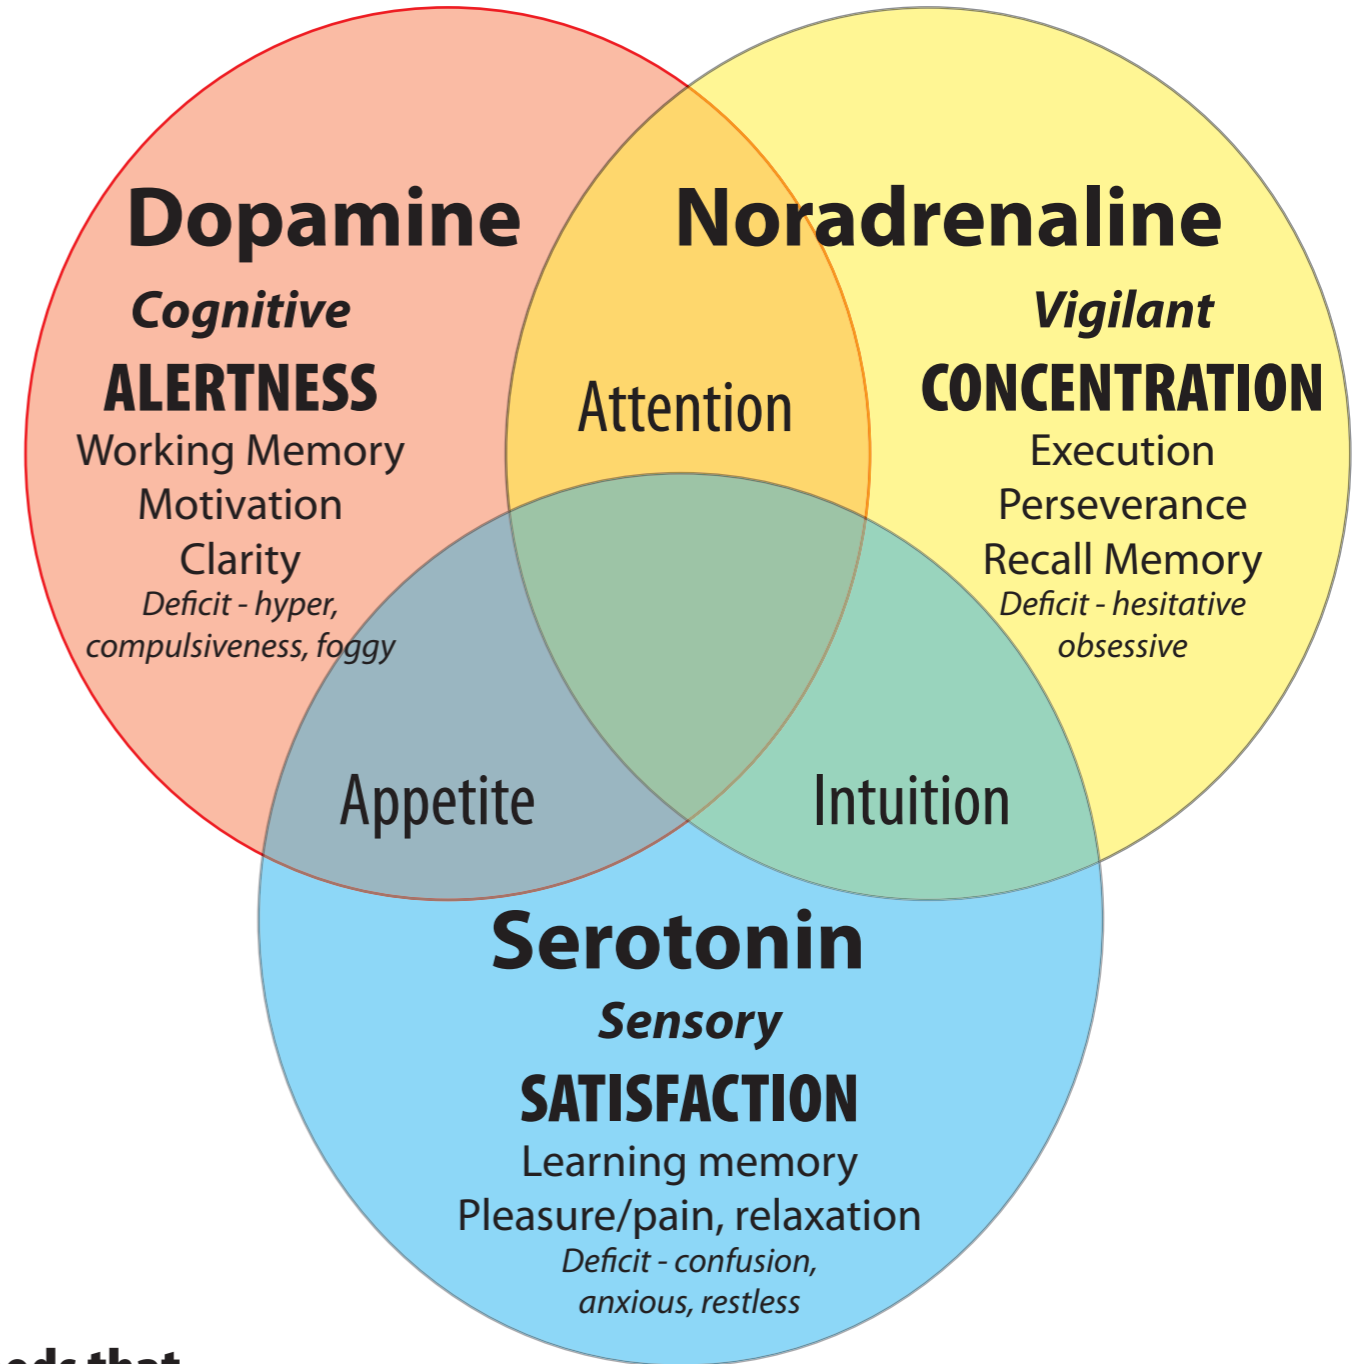 Dopamine
Cognitive
ALERTNESS
Working Memory
Motivation
Clarity
Deficit - hyper,
compulsiveness, foggy
Noradrenaline
Vigilant
CONCENTRATION
Execution
Perseverance
Recall Memory
Deficit - hesitative
obsessive
Attention
Appetite
Intuition
Serotonin
Sensory
SATISFACTION
Learning memory
Pleasure/pain, relaxation
Deficit - confusion,
anxious, restless
that